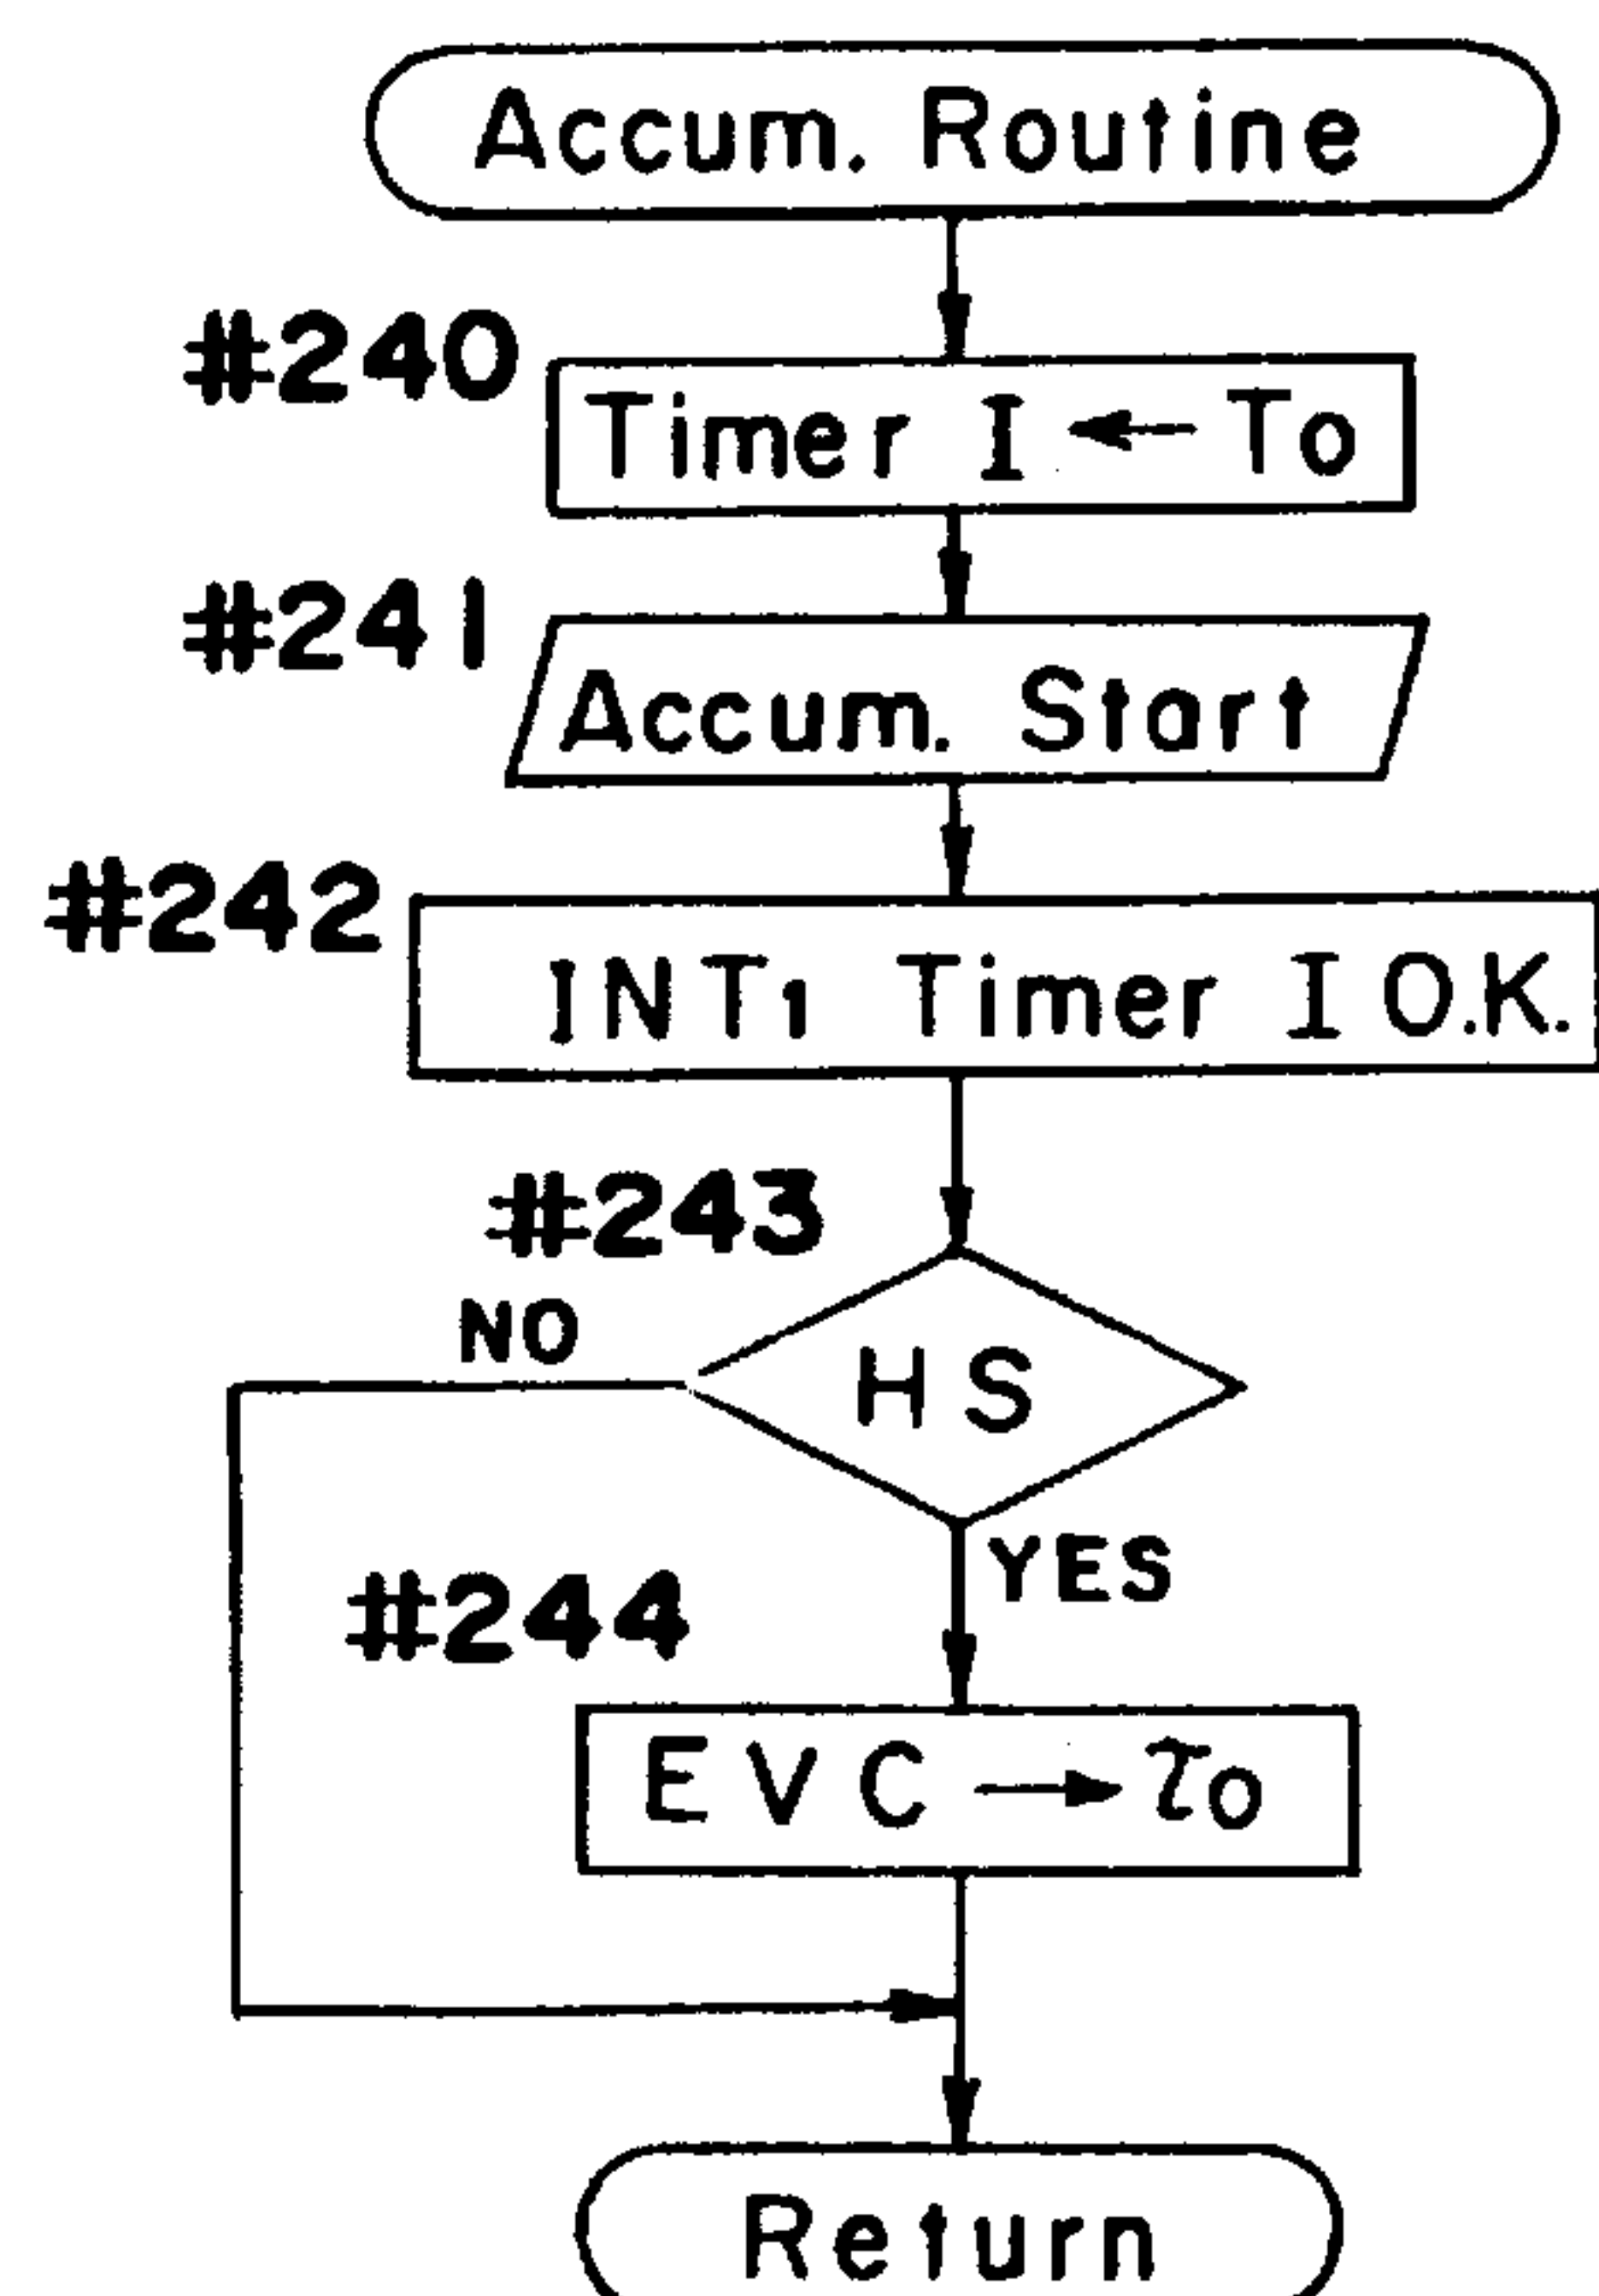 Accum. Routine
#240
Timer I ← To
#241
Accum. Start
#242
INT1 Timer I O.K.
#243
NO
HS
YES
#244
EVC → τo
Return